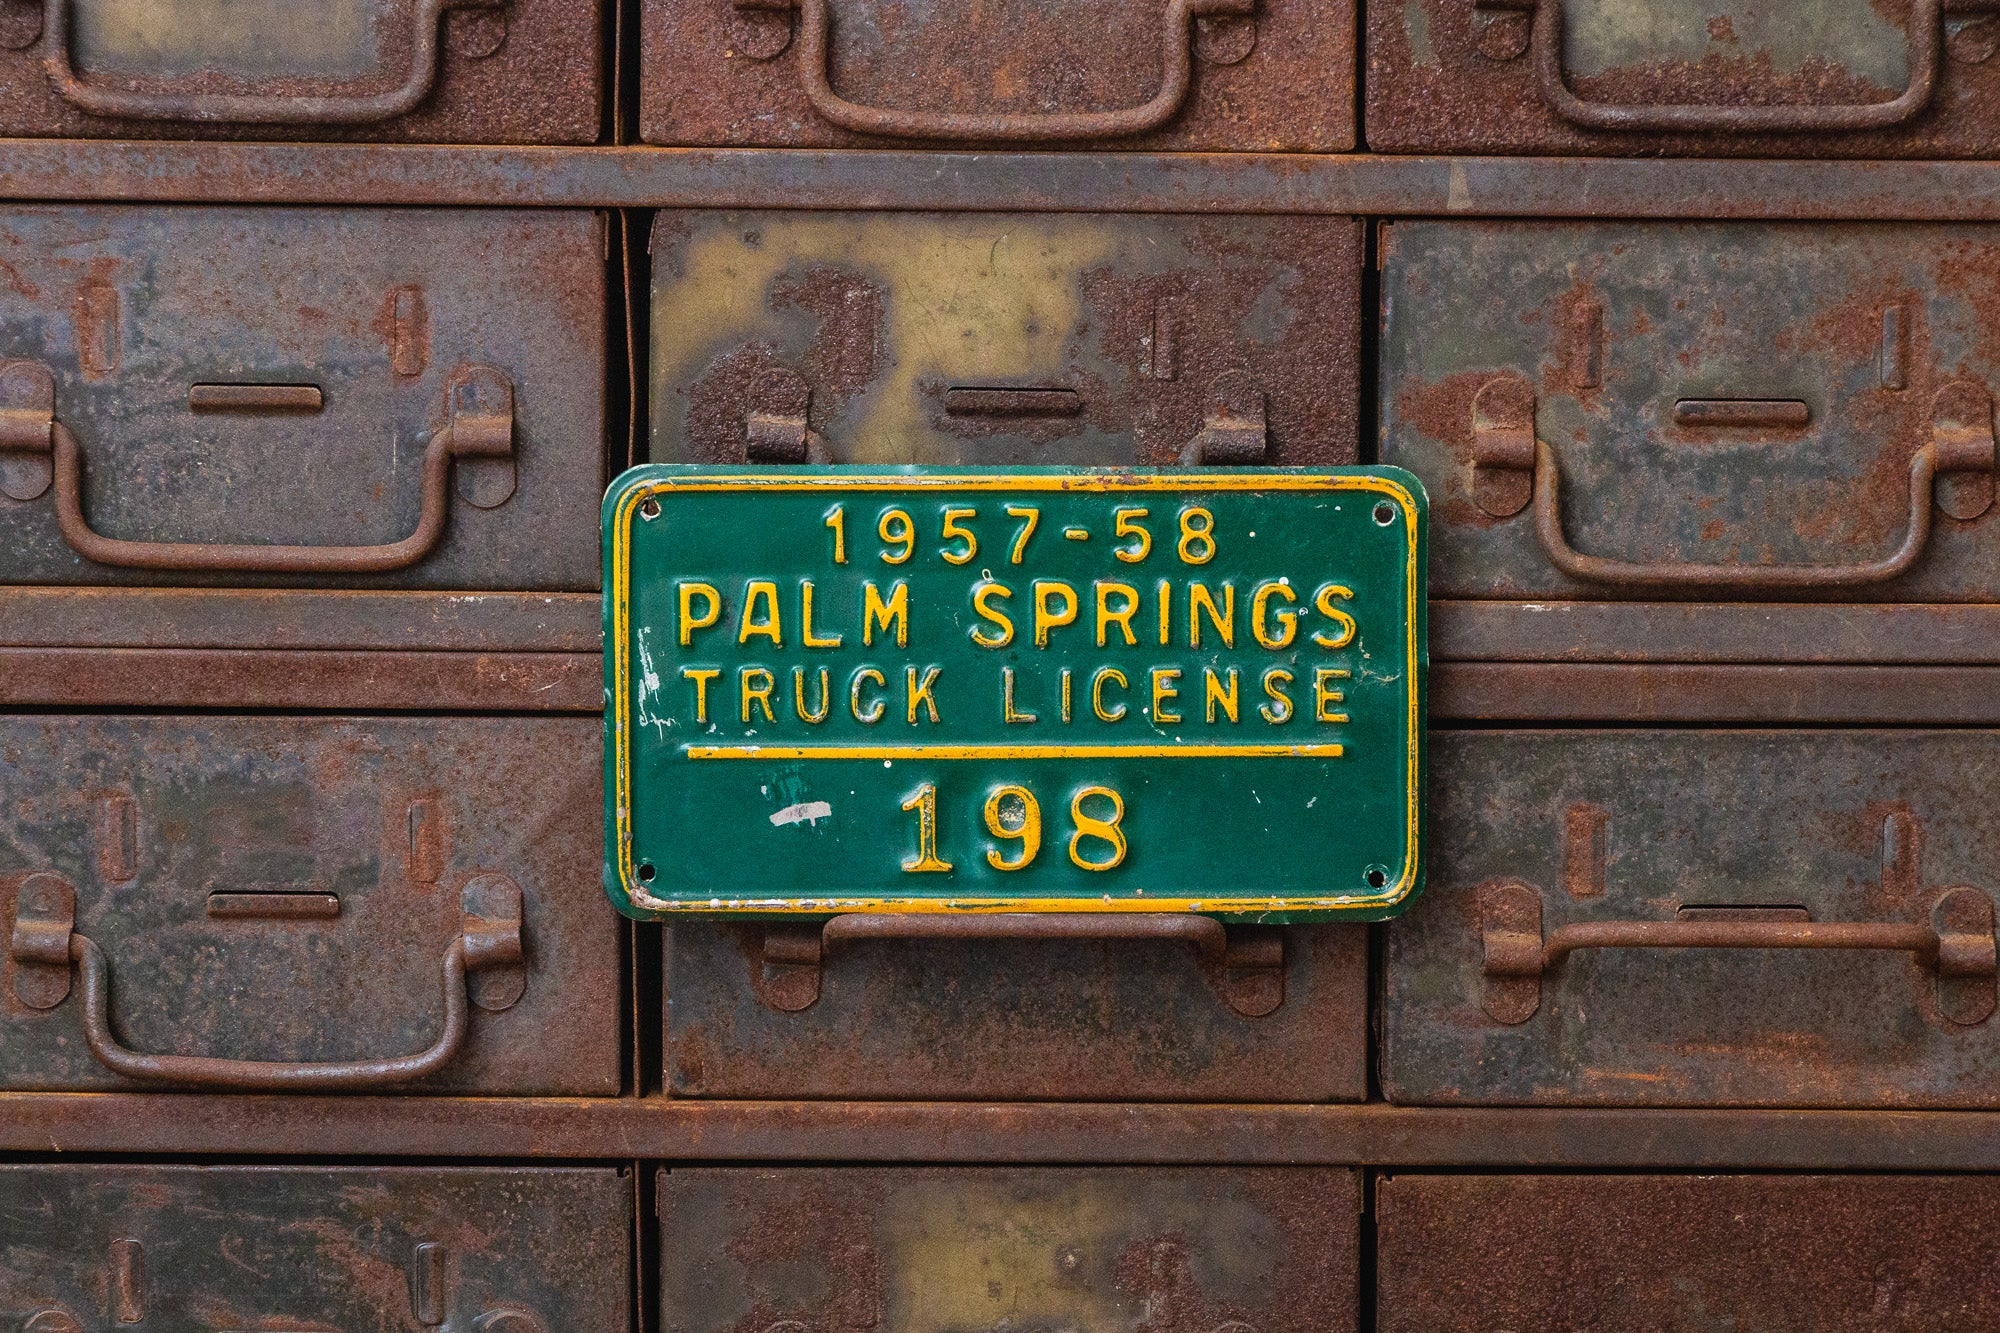 1957-58
PALM SPRINGS
TRUCK LICENSE
198